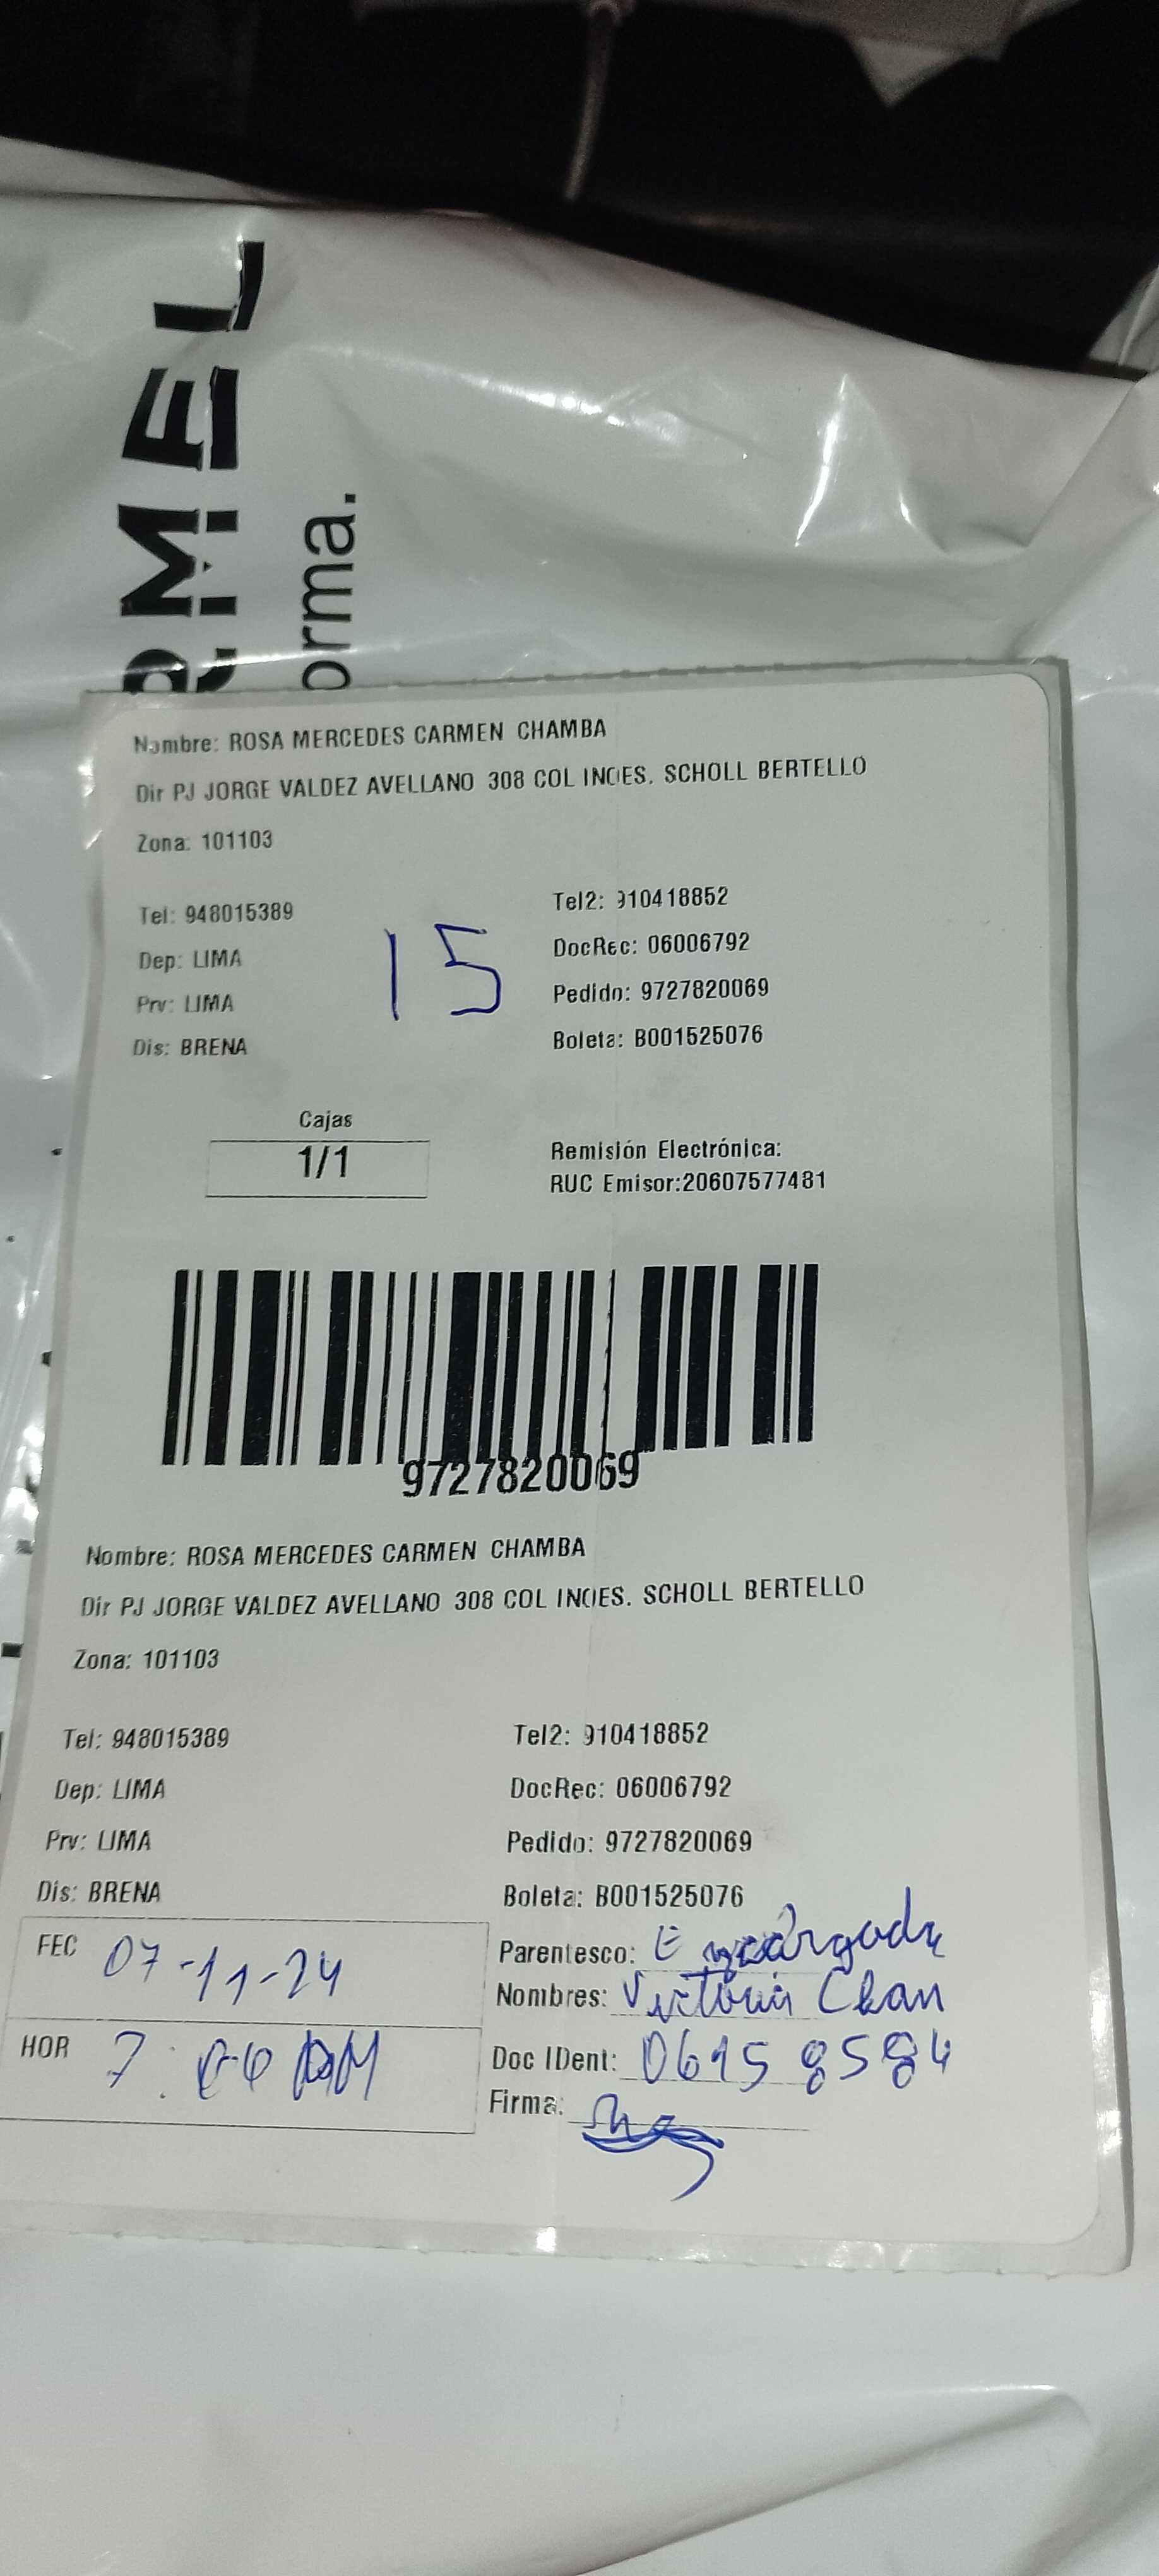 RMEL
orma.
Nombre: ROSA MERCEDES CARMEN CHAMBA
Dir PJ JORGE VALDEZ AVELLANO 308 COL INOES. SCHOLL BERTELLO
Zona: 101103
Tel: 948015389 Tel2: 910418852
Dep: LIMA DocRec: 06006792
15
Prv: LIMA Pedido: 9727820069
Dis: BRENA Boleta: B001525076
Cajas
1/1
Remisión Electrónica:
RUC Emisor:20607577481
9727820069
Nombre: ROSA MERCEDES CARMEN CHAMBA
Dir PJ JORGE VALDEZ AVELLANO 308 COL INOES. SCHOLL BERTELLO
Zona: 101103
Tel: 948015389 Tel2: 910418852
Dep: LIMA DocRec: 06006792
Prv: LIMA Pedido: 9727820069
Dis: BRENA Boleta: B001525076
FEC 07-11-24 Parentesco: Encargada
Nombres: Victoria Chan
HOR 7: PM Doc IDent: 06158584
Firma: